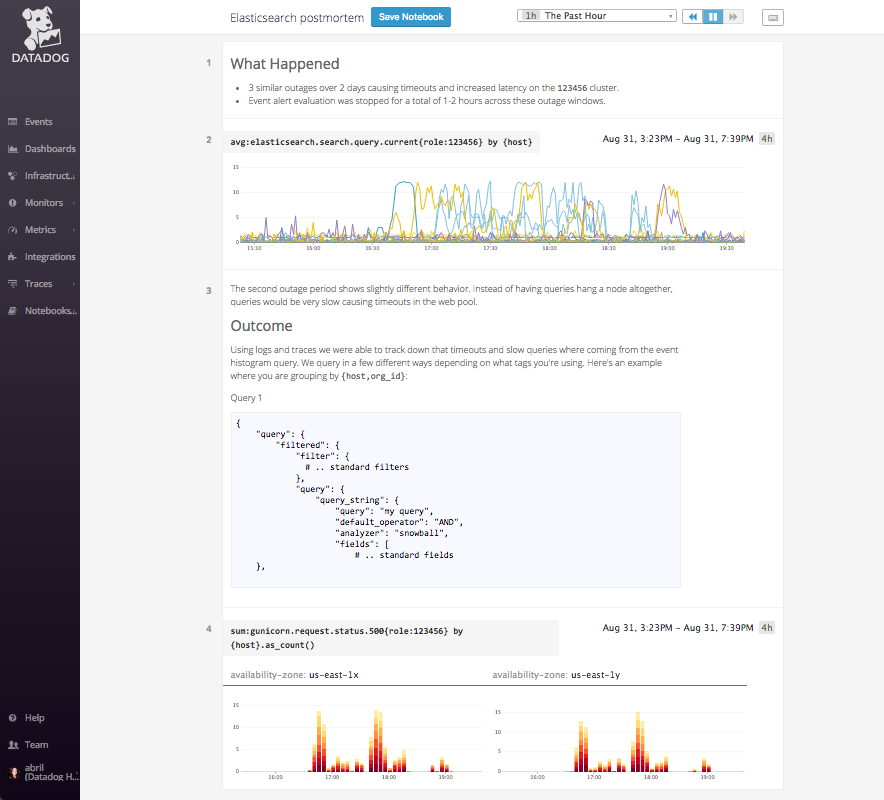 DATADOG
Events
Dashboards
Infrastruct...
Monitors
Metrics
Integrations
Traces
Notebooks...
Help
Team
abril
(Datadog H...
Elasticsearch postmortem
Save Notebook
1h The Past Hour
1
What Happened
• 3 similar outages over 2 days causing timeouts and increased latency on the 123456 cluster.
• Event alert evaluation was stopped for a total of 1-2 hours across these outage windows.
2
avg:elasticsearch.search.query.current{role:123456} by {host}
Aug 31, 3:23PM – Aug 31, 7:39PM 4h
15
10
5
0
15:30 16:00 16:30 17:00 17:30 18:00 18:30 19:00 19:30
3
The second outage period shows slightly different behavior. Instead of having queries hang a node altogether,
queries would be very slow causing timeouts in the web pool.
Outcome
Using logs and traces we were able to track down that timeouts and slow queries where coming from the event
histogram query. We query in a few different ways depending on what tags you're using. Here's an example
where you are grouping by {host,org_id}:
Query 1
{
"query": {
"filtered": {
"filter": {
# .. standard filters
},
"query": {
"query_string": {
"query": "my query",
"default_operator": "AND",
"analyzer": "snowball",
"fields": [
# .. standard fields
},
4
sum:gunicorn.request.status.500{role:123456} by
{host}.as_count()
Aug 31, 3:23PM – Aug 31, 7:39PM 4h
availability-zone: us-east-1x
15
10
5
0
16:00 17:00 18:00 19:00
availability-zone: us-east-1y
15
10
5
0
16:00 17:00 18:00 19:00